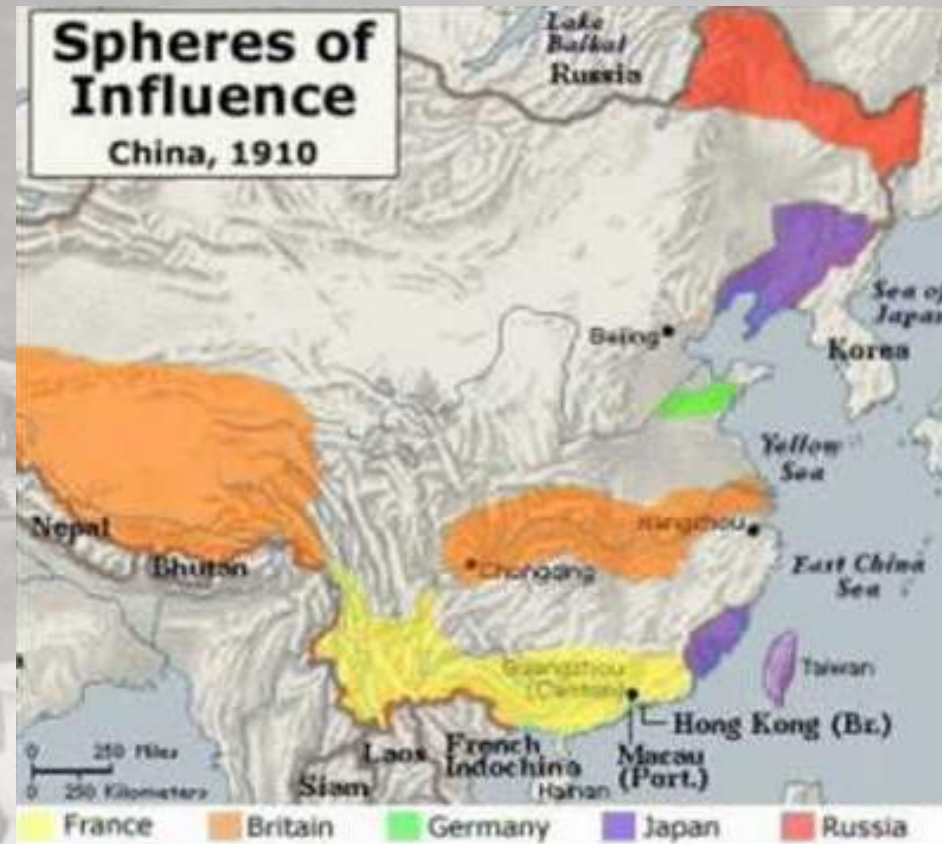 Spheres of
Influence
China, 1910
Lake
Baikal
Russia
Beijing
Sea of
Japan
Korea
Yellow
Sea
Nepal
Bhutan
Chongqing
Hangzhou
East China
Sea
Guangzhou
(Canton)
Taiwan
Hong Kong (Br.)
Macau
(Port.)
Laos
French
Indochina
Siam
Hainan
0 250 Miles
0 250 Kilometers
France
Britain
Germany
Japan
Russia